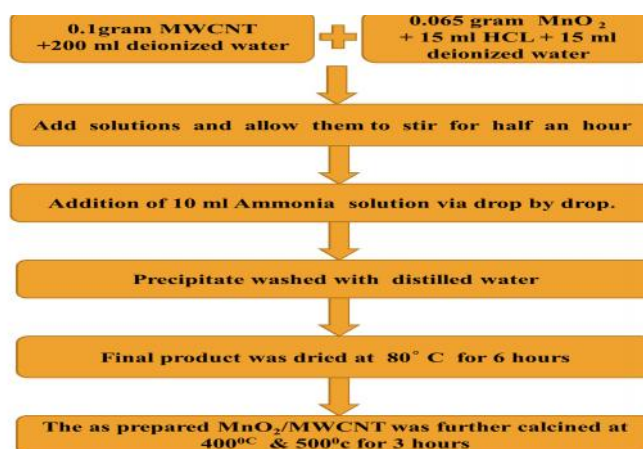 0.1gram MWCNT
+200 ml deionized water
+
0.065 gram MnO₂
+ 15 ml HCL + 15 ml
deionized water
Add solutions and allow them to stir for half an hour
Addition of 10 ml Ammonia solution via drop by drop.
Precipitate washed with distilled water
Final product was dried at 80° C for 6 hours
The as prepared MnO₂/MWCNT was further calcined at
400⁰ᶜ & 500⁰c for 3 hours